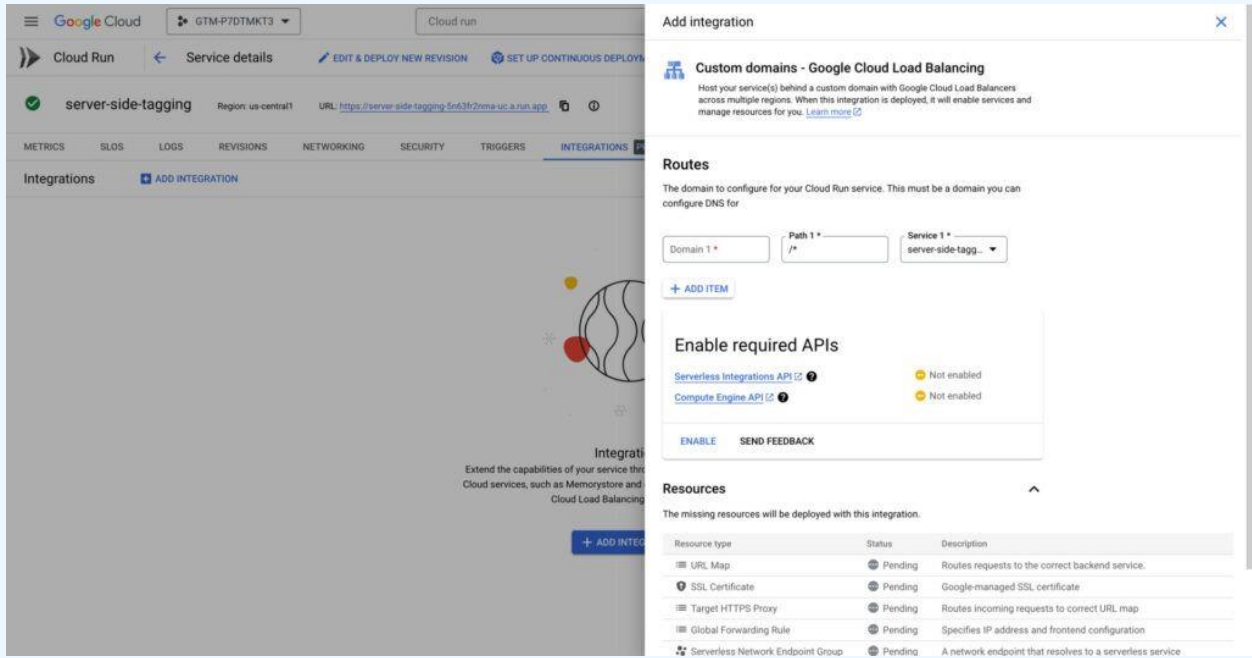 Google Cloud
GTM-P7DTMKT3
Cloud run
Cloud Run
Service details
EDIT & DEPLOY NEW REVISION
SET UP CONTINUOUS DEPLOYM
server-side-tagging
Region: us-central1
URL: https://server-side-tagging-5n63fr2nma-uc.a.run.app
METRICS SLOS LOGS REVISIONS NETWORKING SECURITY TRIGGERS INTEGRATIONS
Integrations
ADD INTEGRATION
Integrati
Extend the capabilities of your service thro
Cloud services, such as Memorystore and
Cloud Load Balancing
+ ADD INTEG
Add integration
Custom domains - Google Cloud Load Balancing
Host your service(s) behind a custom domain with Google Cloud Load Balancers
across multiple regions. When this integration is deployed, it will enable services and
manage resources for you. Learn more
Routes
The domain to configure for your Cloud Run service. This must be a domain you can
configure DNS for
Domain 1 *
Path 1 *
/*
Service 1 *
server-side-tagg...
+ ADD ITEM
Enable required APIs
Serverless Integrations API Not enabled
Compute Engine API Not enabled
ENABLE SEND FEEDBACK
Resources
The missing resources will be deployed with this integration.
Resource type Status Description
URL Map Pending Routes requests to the correct backend service.
SSL Certificate Pending Google-managed SSL certificate
Target HTTPS Proxy Pending Routes incoming requests to correct URL map
Global Forwarding Rule Pending Specifies IP address and frontend configuration
Serverless Network Endpoint Group Pending A network endpoint that resolves to a serverless service